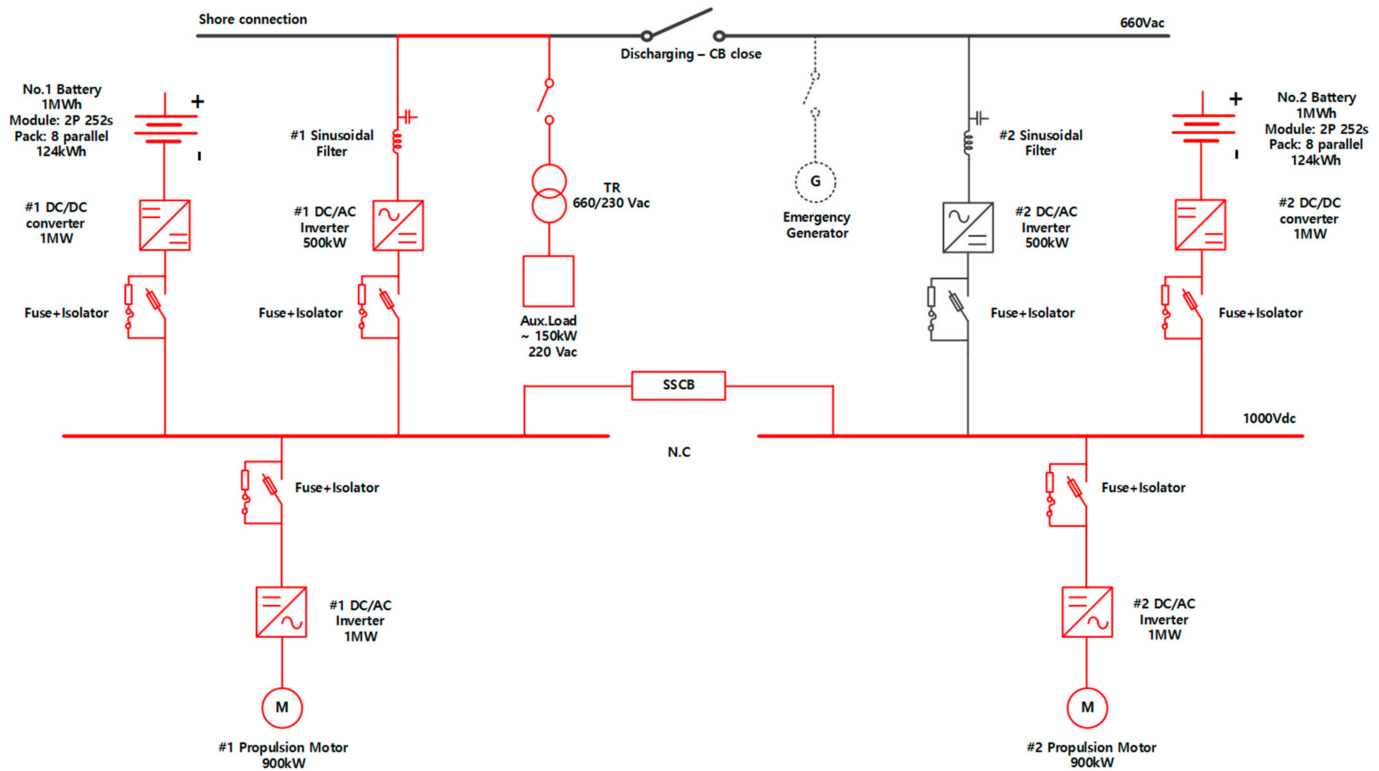 Shore connection
660Vac
Discharging – CB close
No.1 Battery
1MWh
Module: 2P 252s
Pack: 8 parallel
124kWh
+
-
#1 Sinusoidal
Filter
TR
660/230 Vac
G
Emergency
Generator
#2 Sinusoidal
Filter
+
-
No.2 Battery
1MWh
Module: 2P 252s
Pack: 8 parallel
124kWh
#1 DC/DC
converter
1MW
#1 DC/AC
Inverter
500kW
#2 DC/AC
Inverter
500kW
#2 DC/DC
converter
1MW
Fuse+Isolator
Fuse+Isolator
Aux.Load
~ 150kW
220 Vac
Fuse+Isolator
Fuse+Isolator
SSCB
1000Vdc
N.C
Fuse+Isolator
Fuse+Isolator
#1 DC/AC
Inverter
1MW
#2 DC/AC
Inverter
1MW
M
M
#1 Propulsion Motor
900kW
#2 Propulsion Motor
900kW